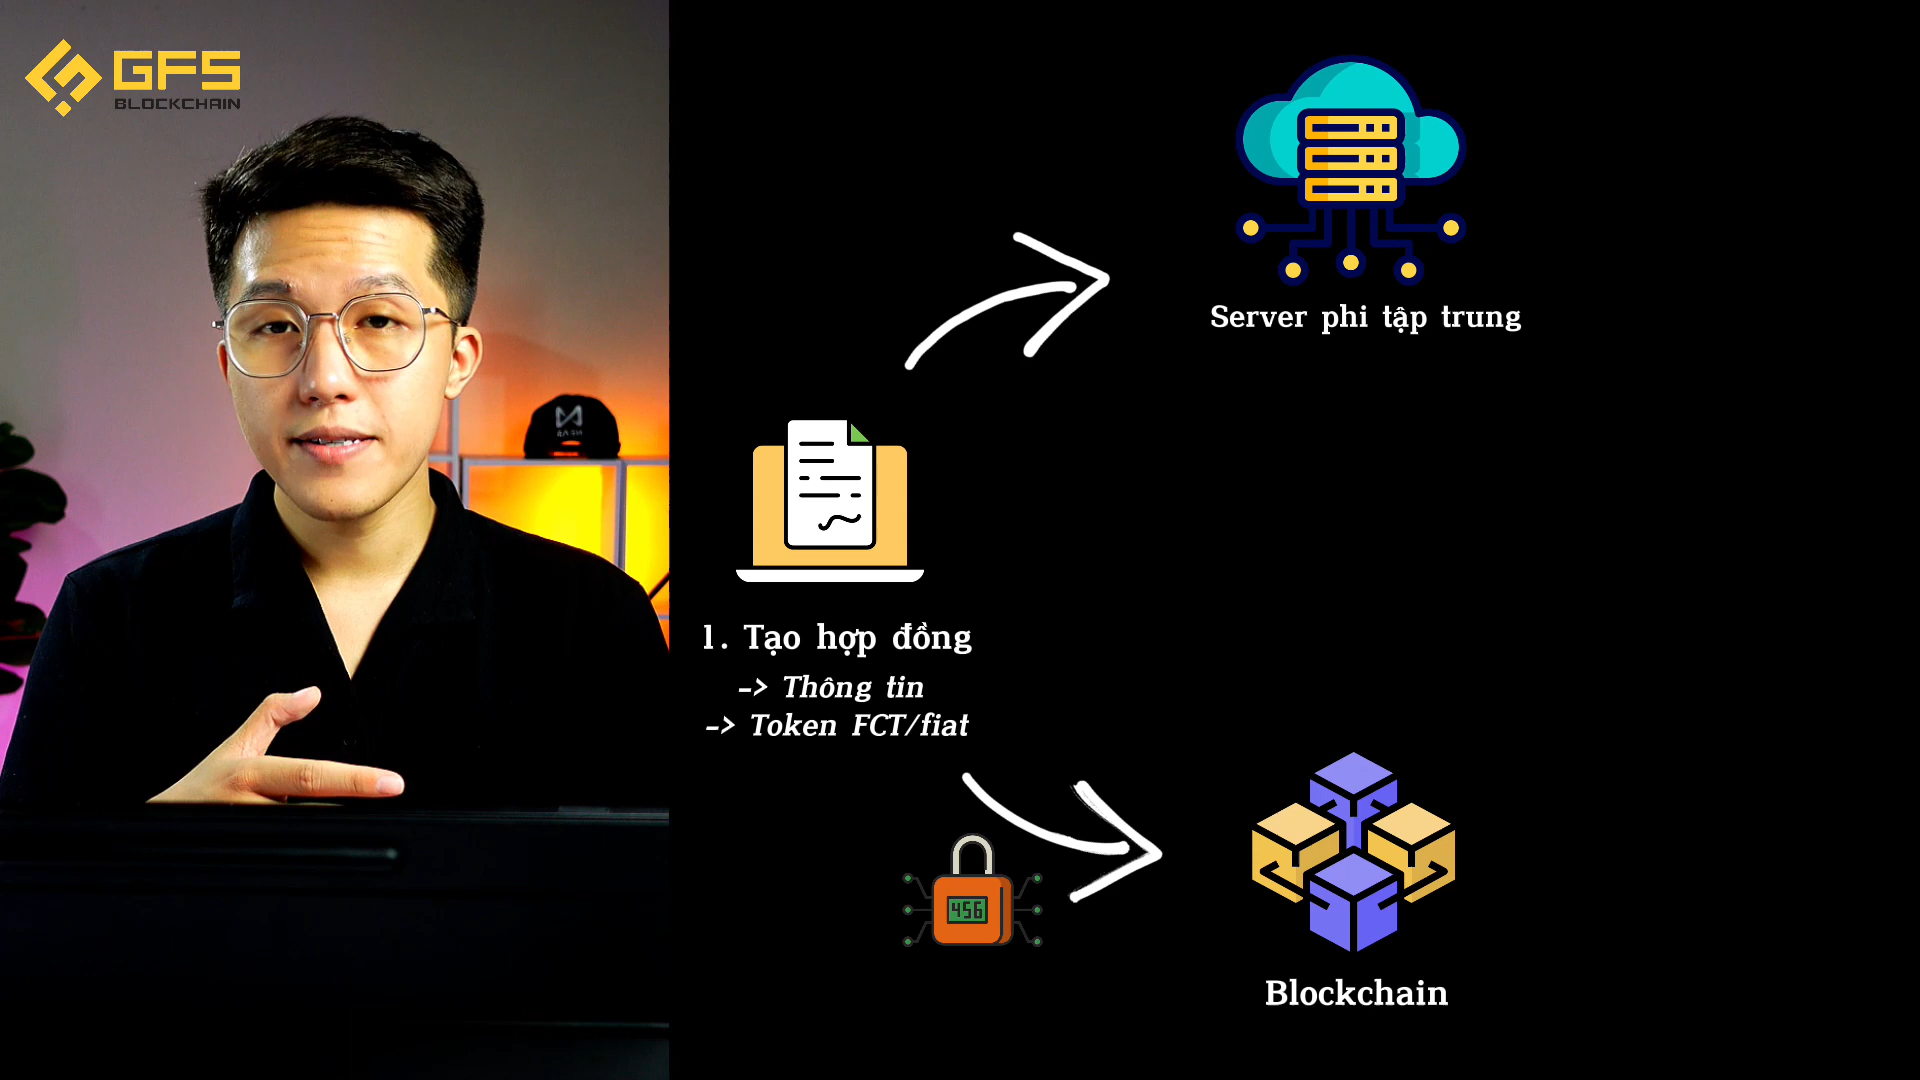 GFS
BLOCKCHAIN
Server phi tập trung
1. Tạo hợp đồng
-> Thông tin
-> Token FCT/fiat
456
Blockchain